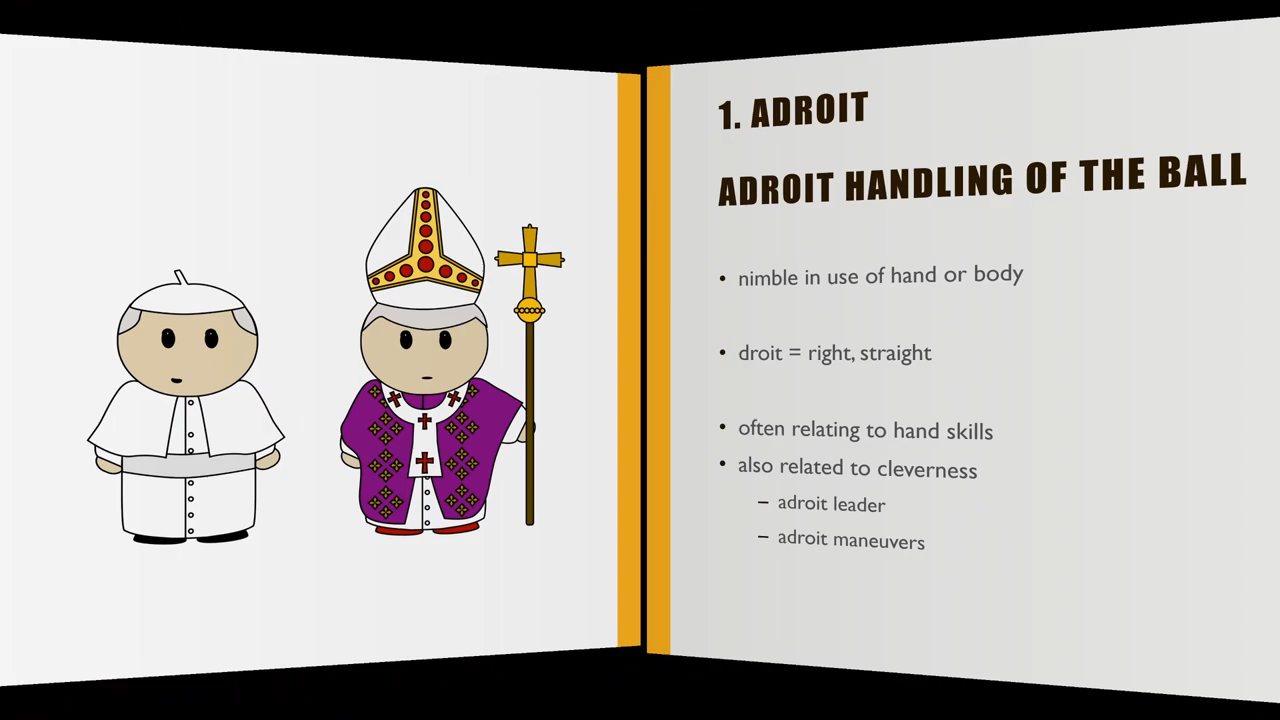 1. ADROIT
ADROIT HANDLING OF THE BALL
• nimble in use of hand or body
• droit = right, straight
• often relating to hand skills
• also related to cleverness
– adroit leader
– adroit maneuvers